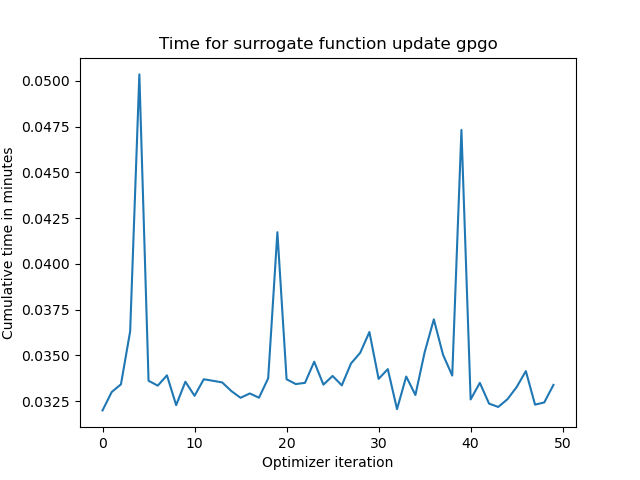 Time for surrogate function update gpgo
0.0500
0.0475
0.0450
0.0425
0.0400
0.0375
0.0350
0.0325
Cumulative time in minutes
0 10 20 30 40 50
Optimizer iteration